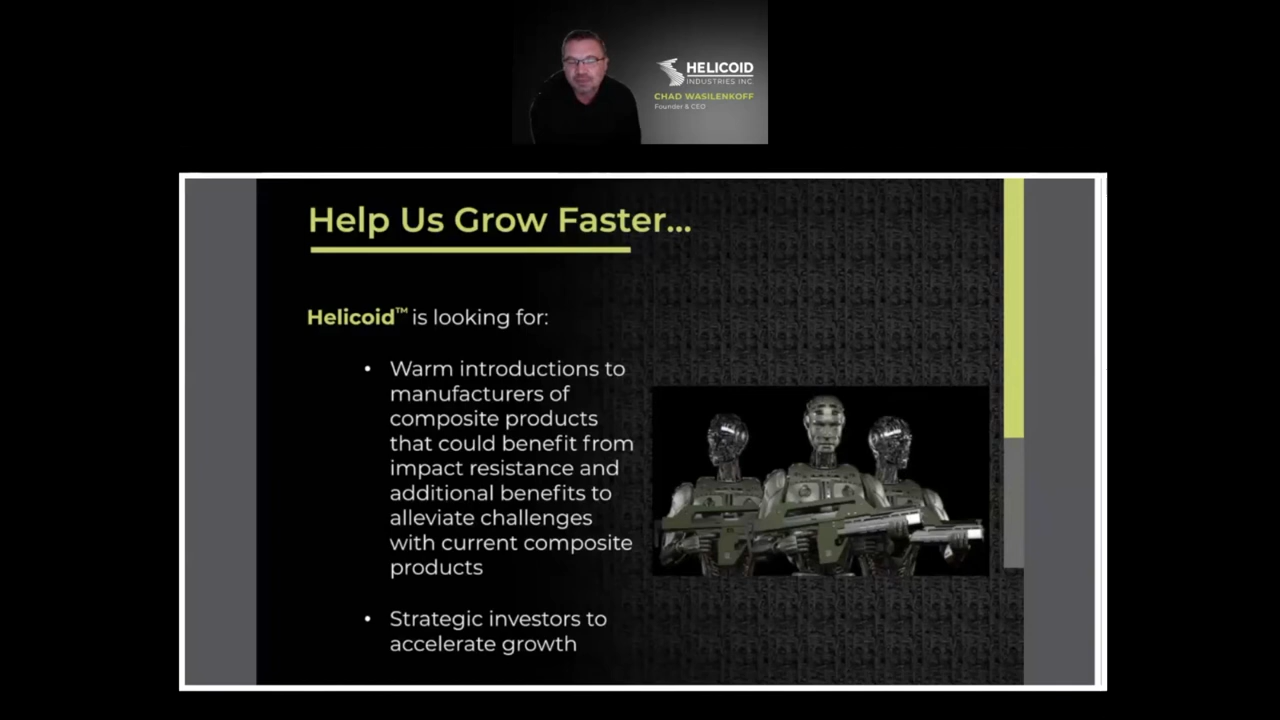 HELICOID
INDUSTRIES INC.
CHAD WASILENKOFF
Founder & CEO
Help Us Grow Faster...
Helicoid™ is looking for:
• Warm introductions to
manufacturers of
composite products
that could benefit from
impact resistance and
additional benefits to
alleviate challenges
with current composite
products
• Strategic investors to
accelerate growth